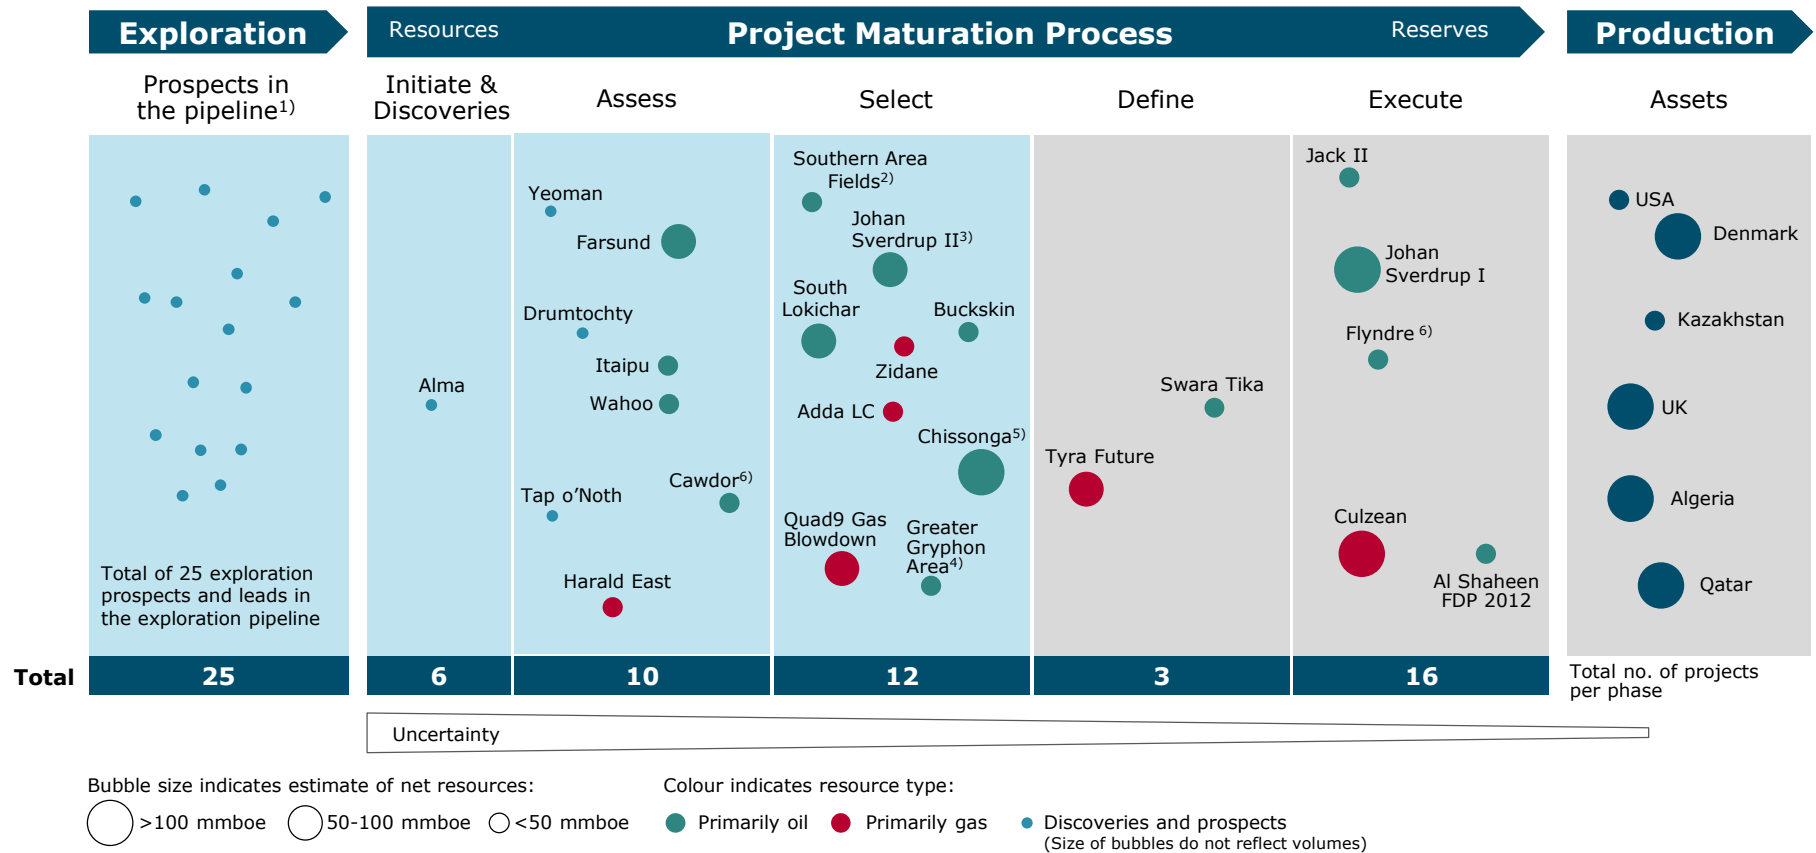 Exploration
Resources
Project Maturation Process
Reserves
Production
Prospects in
the pipeline1)
Initiate &
Discoveries
Assess
Select
Define
Execute
Assets
Total of 25 exploration
prospects and leads in
the exploration pipeline
Alma
Yeoman
Farsund
Drumtochty
Itaipu
Wahoo
Cawdor6)
Tap o’Noth
Harald East
Southern Area
Fields2)
Johan
Sverdrup II3)
South
Lokichar
Buckskin
Zidane
Adda LC
Chissonga5)
Quad9 Gas
Blowdown
Greater
Gryphon
Area4)
Swara Tika
Tyra Future
Jack II
Johan
Sverdrup I
Flyndre 6)
Culzean
Al Shaheen
FDP 2012
USA
Denmark
Kazakhstan
UK
Algeria
Qatar
Total
25
6
10
12
3
16
Total no. of projects
per phase
Uncertainty
Bubble size indicates estimate of net resources:
>100 mmboe
50-100 mmboe
<50 mmboe
Colour indicates resource type:
Primarily oil
Primarily gas
Discoveries and prospects
(Size of bubbles do not reflect volumes)